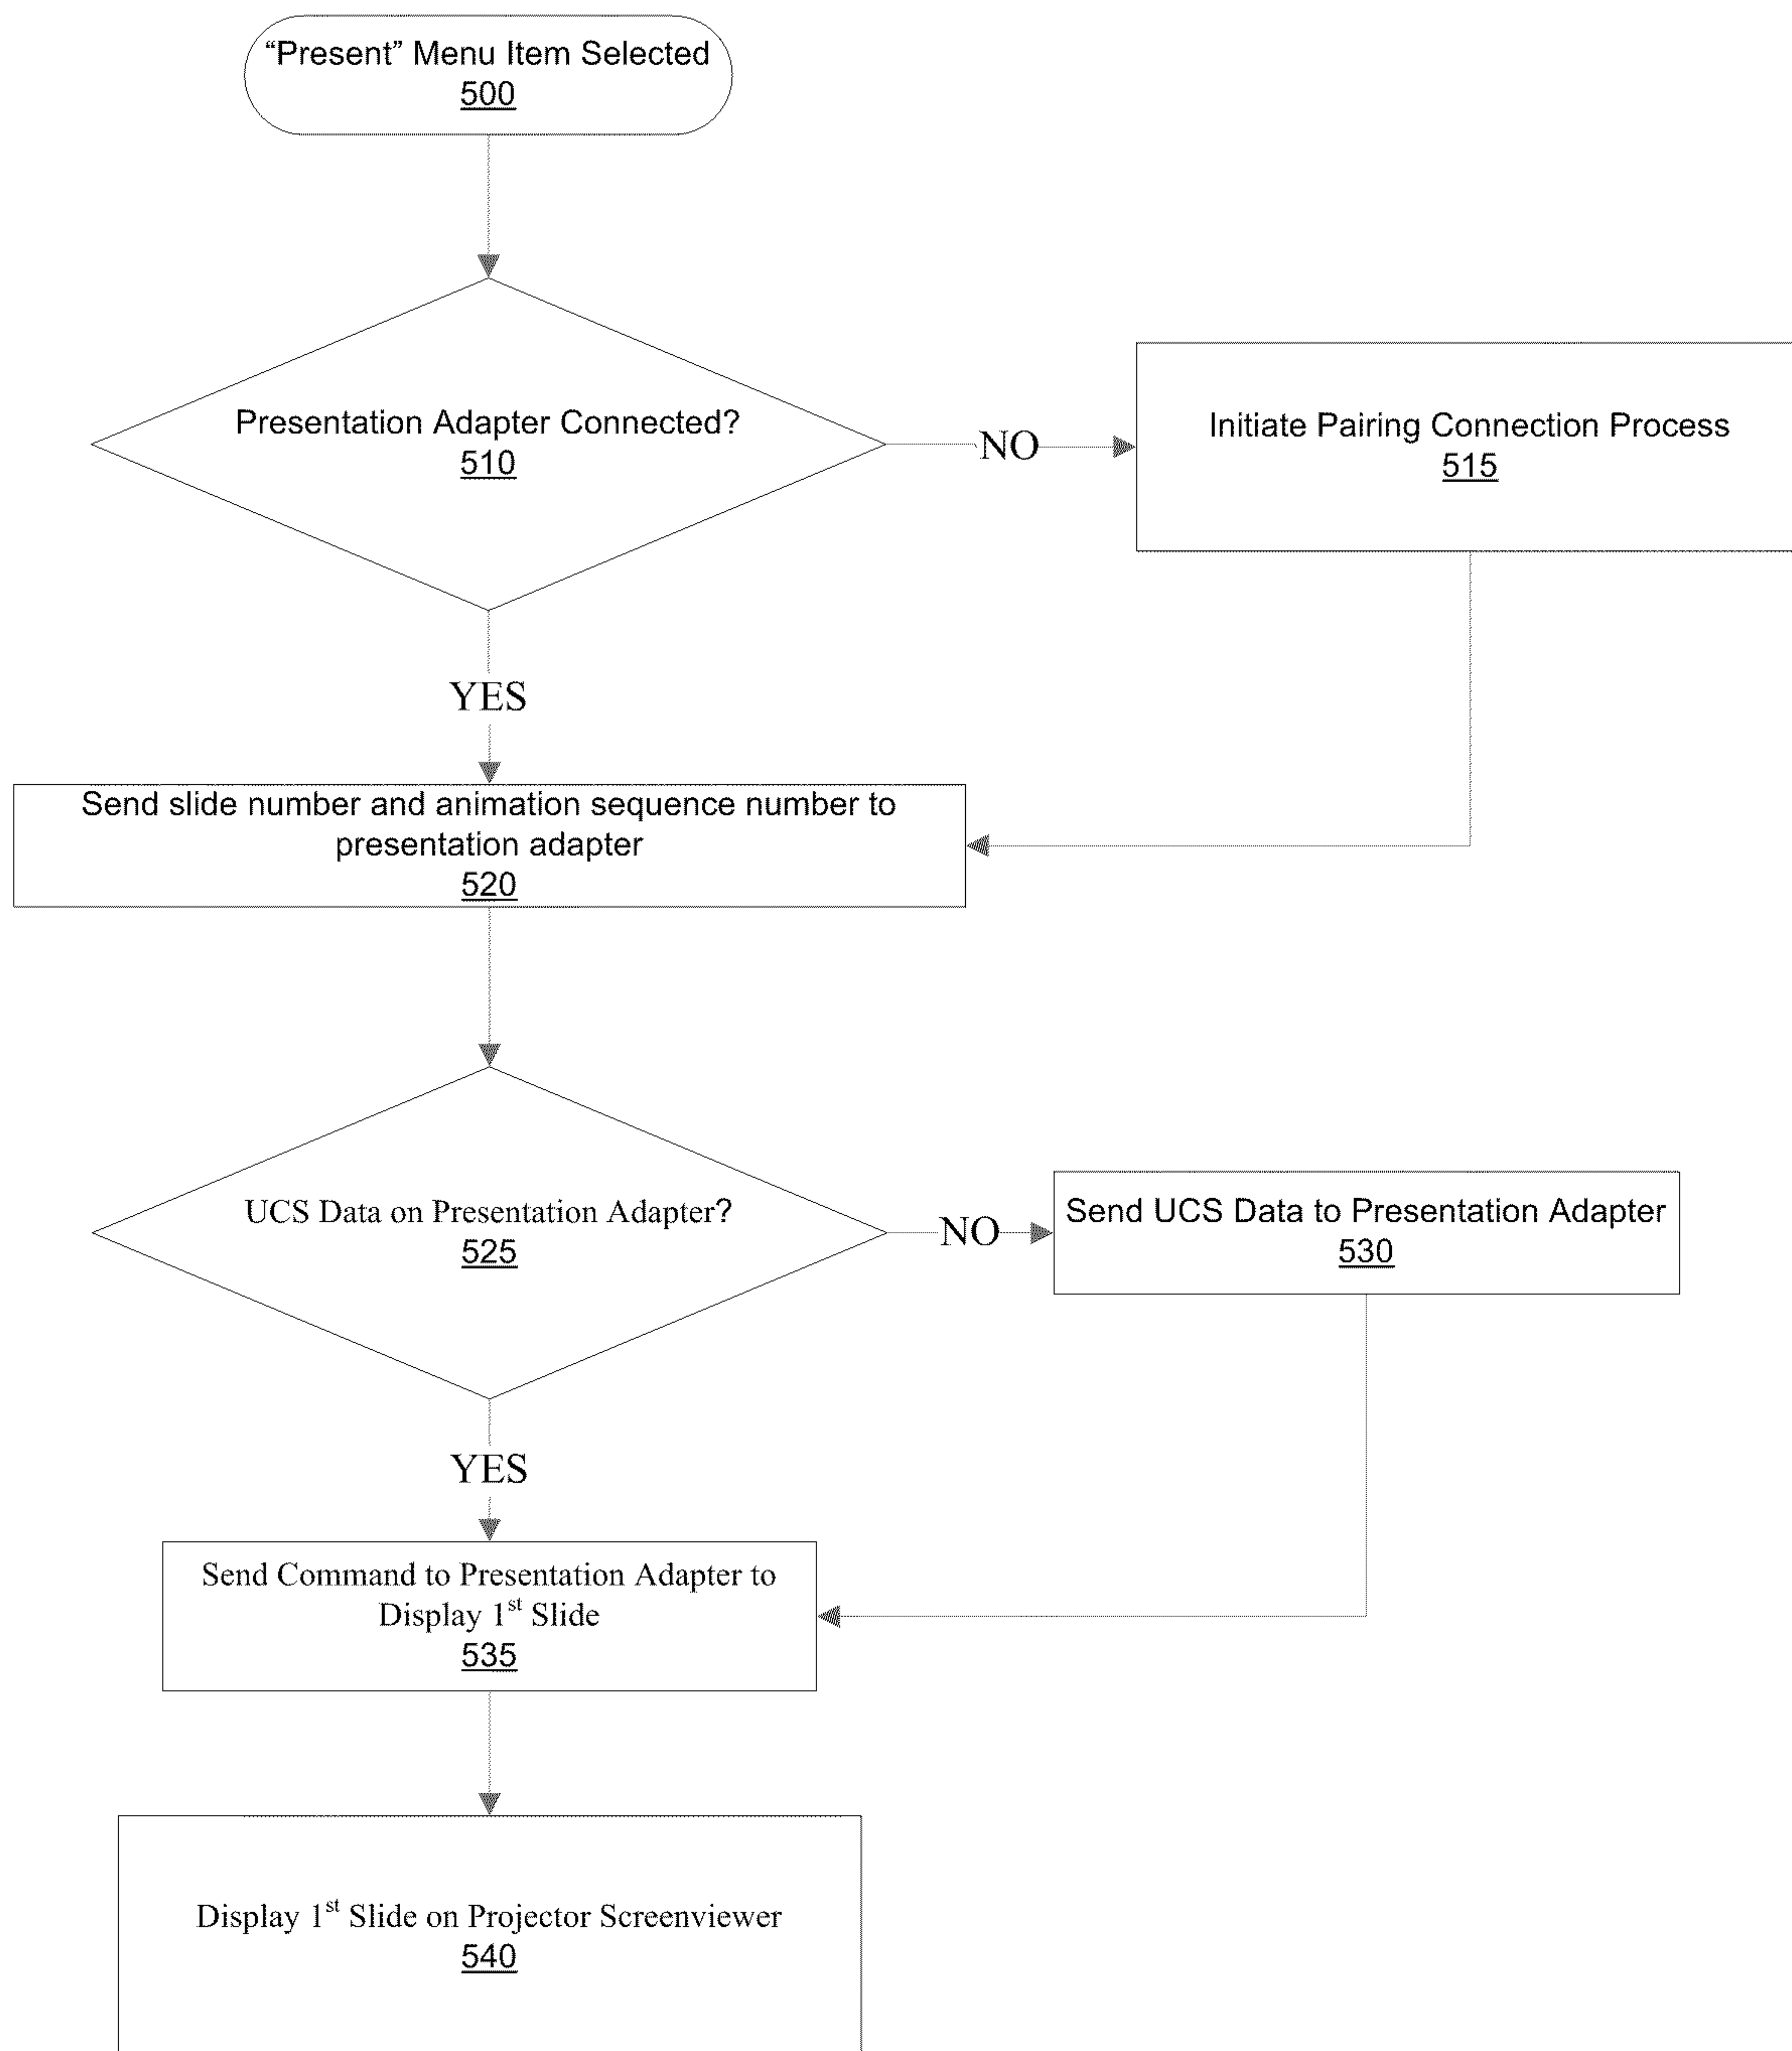 “Present” Menu Item Selected
500
Presentation Adapter Connected?
510
NO
Initiate Pairing Connection Process
515
YES
Send slide number and animation sequence number to
presentation adapter
520
UCS Data on Presentation Adapter?
525
NO
Send UCS Data to Presentation Adapter
530
YES
Send Command to Presentation Adapter to
Display 1st Slide
535
Display 1st Slide on Projector Screenviewer
540